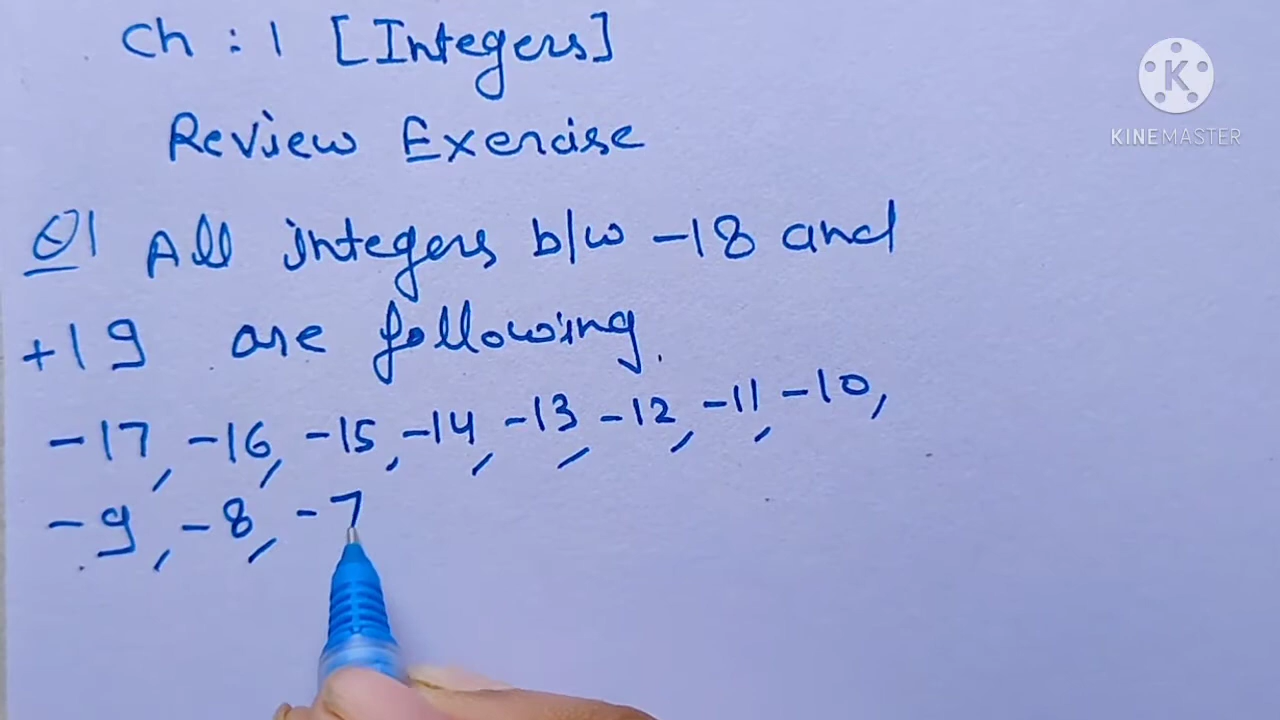 Ch : 1 [Integers]
K
KINEMASTER
Review Exercise
Q1 All integers b/w -18 and
+19 are following.
-17, -16, -15, -14, -13, -12, -11, -10,
-9, -8, -7